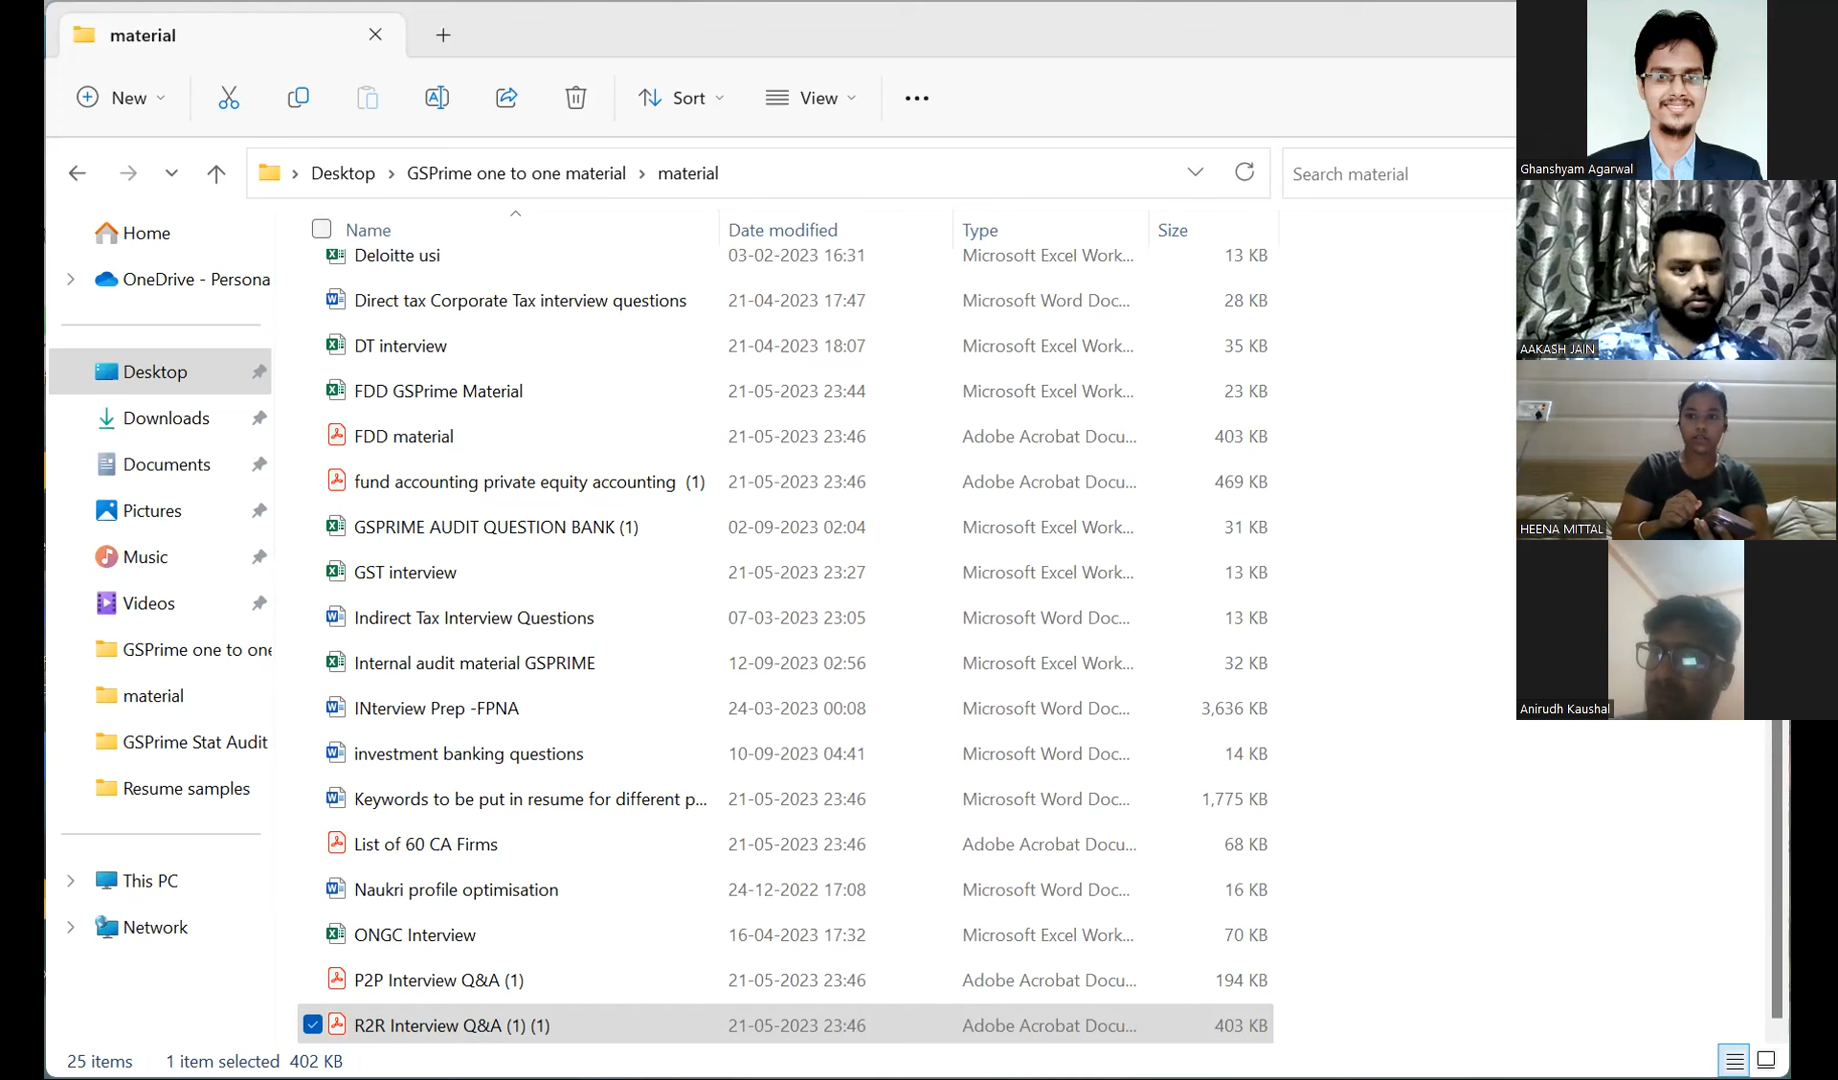 material
New
Sort
View
Desktop
GSPrime one to one material
material
Search material
Name
Date modified
Type
Size
Home
OneDrive - Persona
Desktop
Downloads
Documents
Pictures
Music
Videos
GSPrime one to one
material
GSPrime Stat Audit
Resume samples
This PC
Network
Deloitte usi 03-02-2023 16:31 Microsoft Excel Work... 13 KB
Direct tax Corporate Tax interview questions 21-04-2023 17:47 Microsoft Word Doc... 28 KB
DT interview 21-04-2023 18:07 Microsoft Excel Work... 35 KB
FDD GSPrime Material 21-05-2023 23:44 Microsoft Excel Work... 23 KB
FDD material 21-05-2023 23:46 Adobe Acrobat Docu... 403 KB
fund accounting private equity accounting (1) 21-05-2023 23:46 Adobe Acrobat Docu... 469 KB
GSPRIME AUDIT QUESTION BANK (1) 02-09-2023 02:04 Microsoft Excel Work... 31 KB
GST interview 21-05-2023 23:27 Microsoft Excel Work... 13 KB
Indirect Tax Interview Questions 07-03-2023 23:05 Microsoft Word Doc... 13 KB
Internal audit material GSPRIME 12-09-2023 02:56 Microsoft Excel Work... 32 KB
INterview Prep -FPNA 24-03-2023 00:08 Microsoft Word Doc... 3,636 KB
investment banking questions 10-09-2023 04:41 Microsoft Word Doc... 14 KB
Keywords to be put in resume for different p... 21-05-2023 23:46 Microsoft Word Doc... 1,775 KB
List of 60 CA Firms 21-05-2023 23:46 Adobe Acrobat Docu... 68 KB
Naukri profile optimisation 24-12-2022 17:08 Microsoft Word Doc... 16 KB
ONGC Interview 16-04-2023 17:32 Microsoft Excel Work... 70 KB
P2P Interview Q&A (1) 21-05-2023 23:46 Adobe Acrobat Docu... 194 KB
R2R Interview Q&A (1) (1) 21-05-2023 23:46 Adobe Acrobat Docu... 403 KB
25 items 1 item selected 402 KB
Ghanshyam Agarwal
AAKASH JAIN
HEENA MITTAL
Anirudh Kaushal